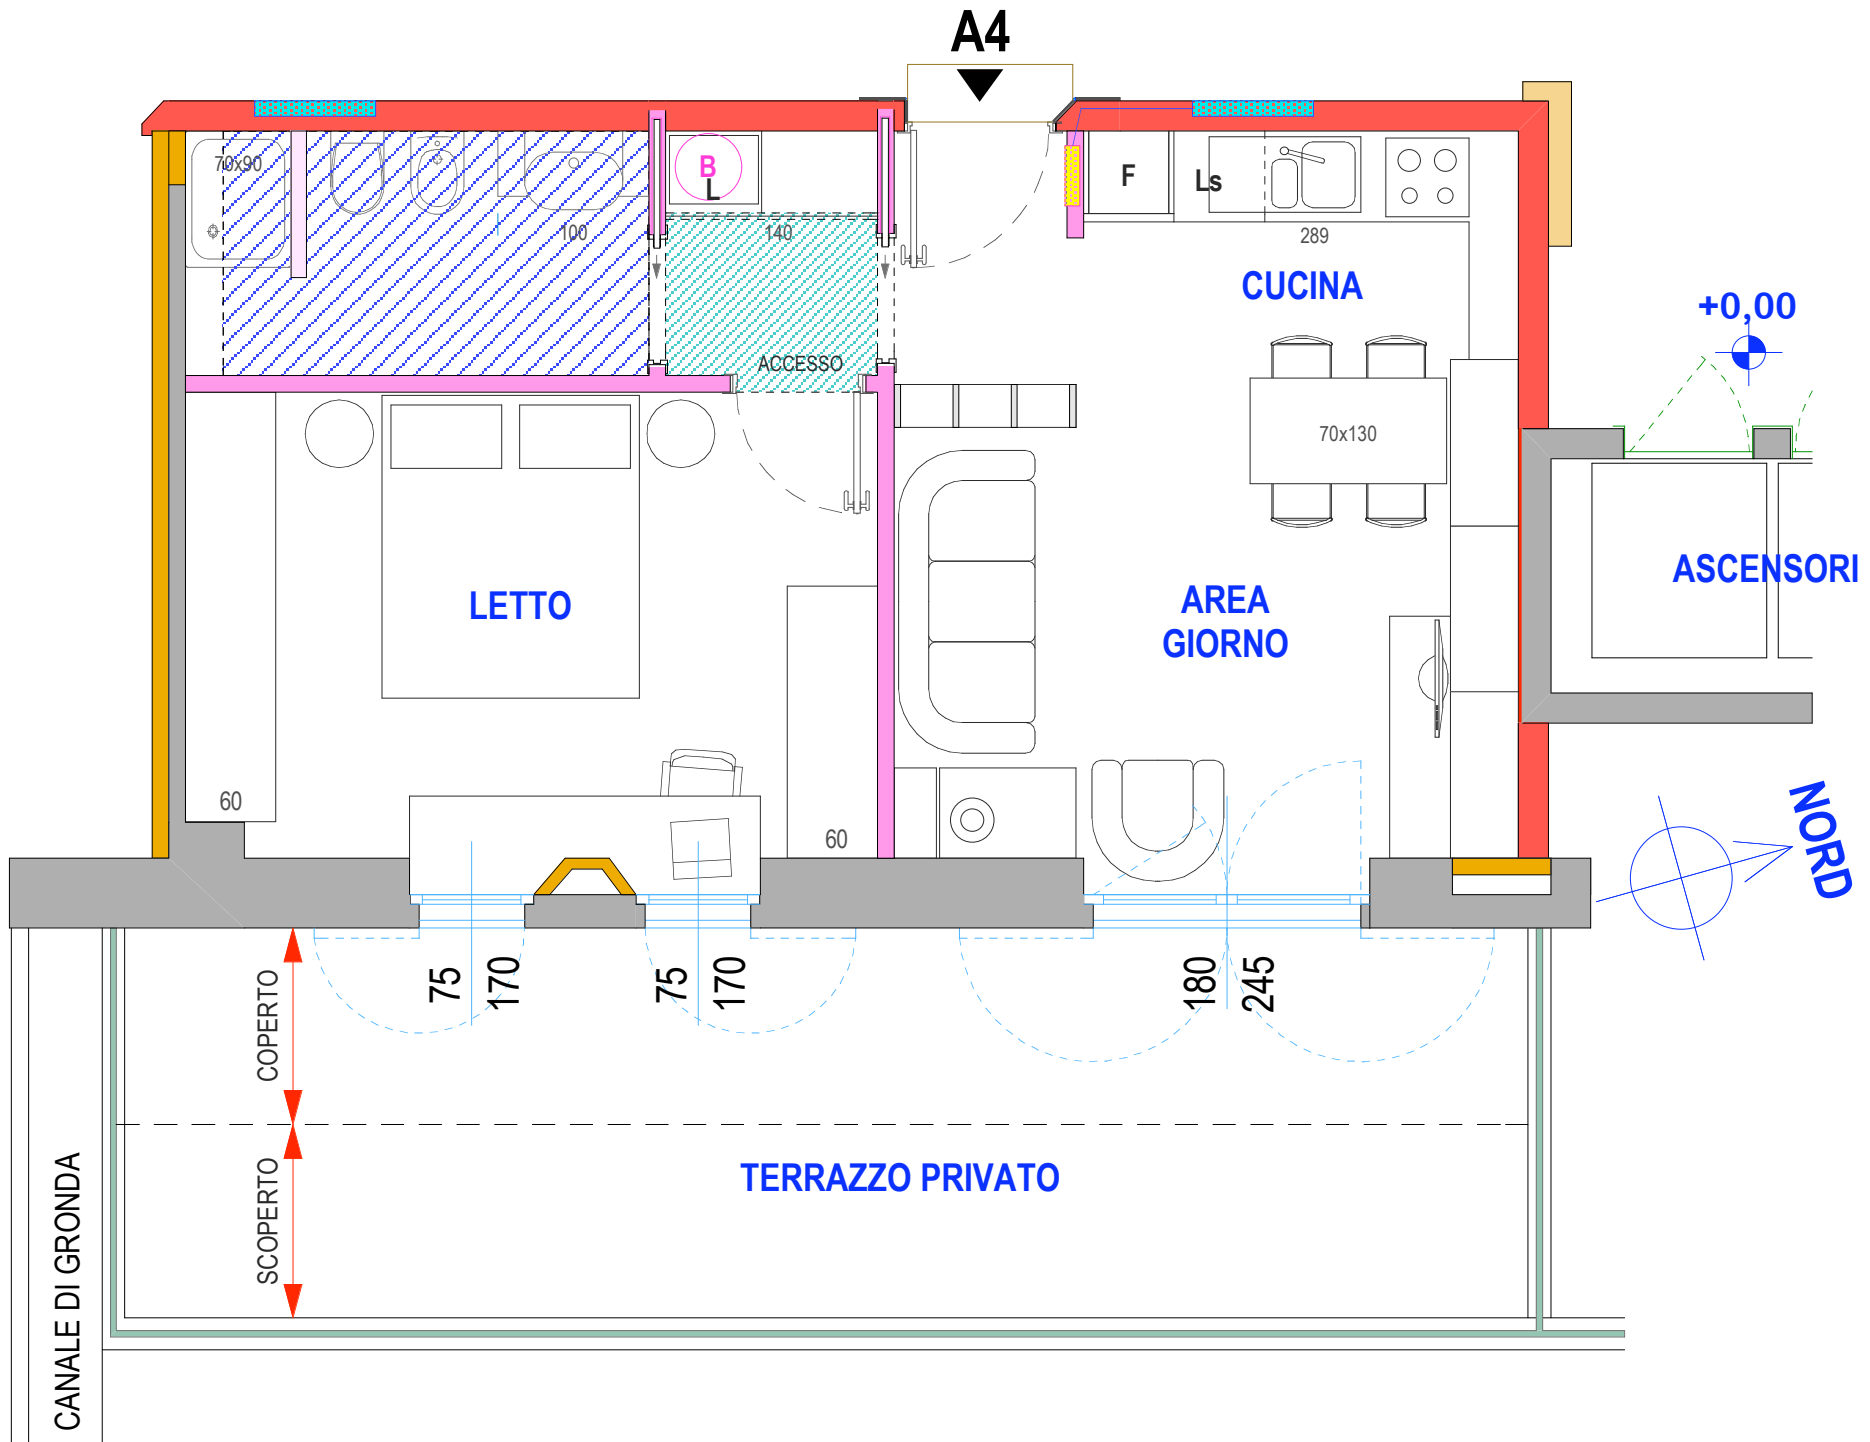 A4
70x90
B
L
F
Ls
100
140
289
CUCINA
+0,00
ACCESSO
70x130
ASCENSORI
LETTO
AREA
GIORNO
60
60
NORD
75
170
75
170
180
245
COPERTO
SCOPERTO
TERRAZZO PRIVATO
CANALE DI GRONDA